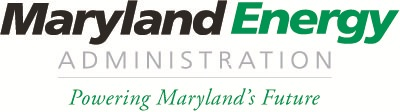 Maryland Energy
ADMINISTRATION
Powering Maryland's Future